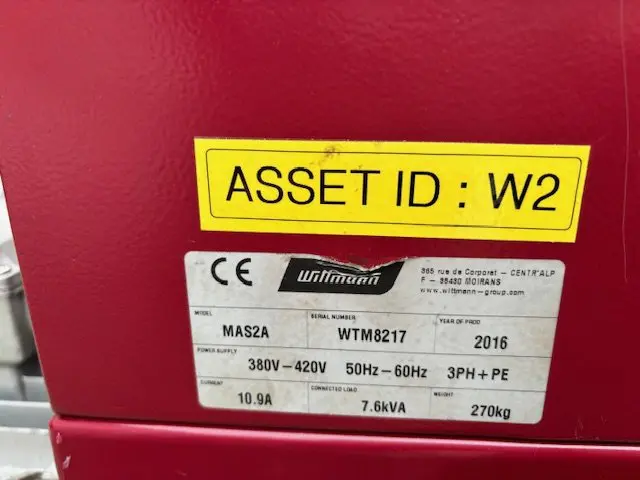 ASSET ID : W2
CE
Wittmann
365 rue de Corporat – CENTR'ALP
F – 38430 MOIRANS
www.wittmann-group.com
MODEL
MAS2A
SERIAL NUMBER
WTM8217
YEAR OF PROD
2016
POWER SUPPLY
380V–420V 50Hz–60Hz 3PH+PE
CURRENT
10.9A
CONNECTED LOAD
7.6kVA
WEIGHT
270kg